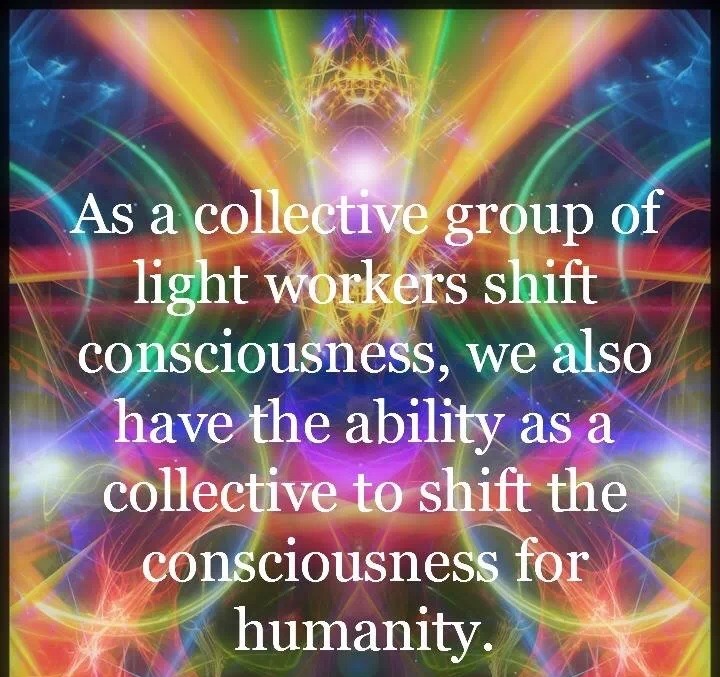 As a collective group of
light workers shift
consciousness, we also
have the ability as a
collective to shift the
consciousness for
humanity.